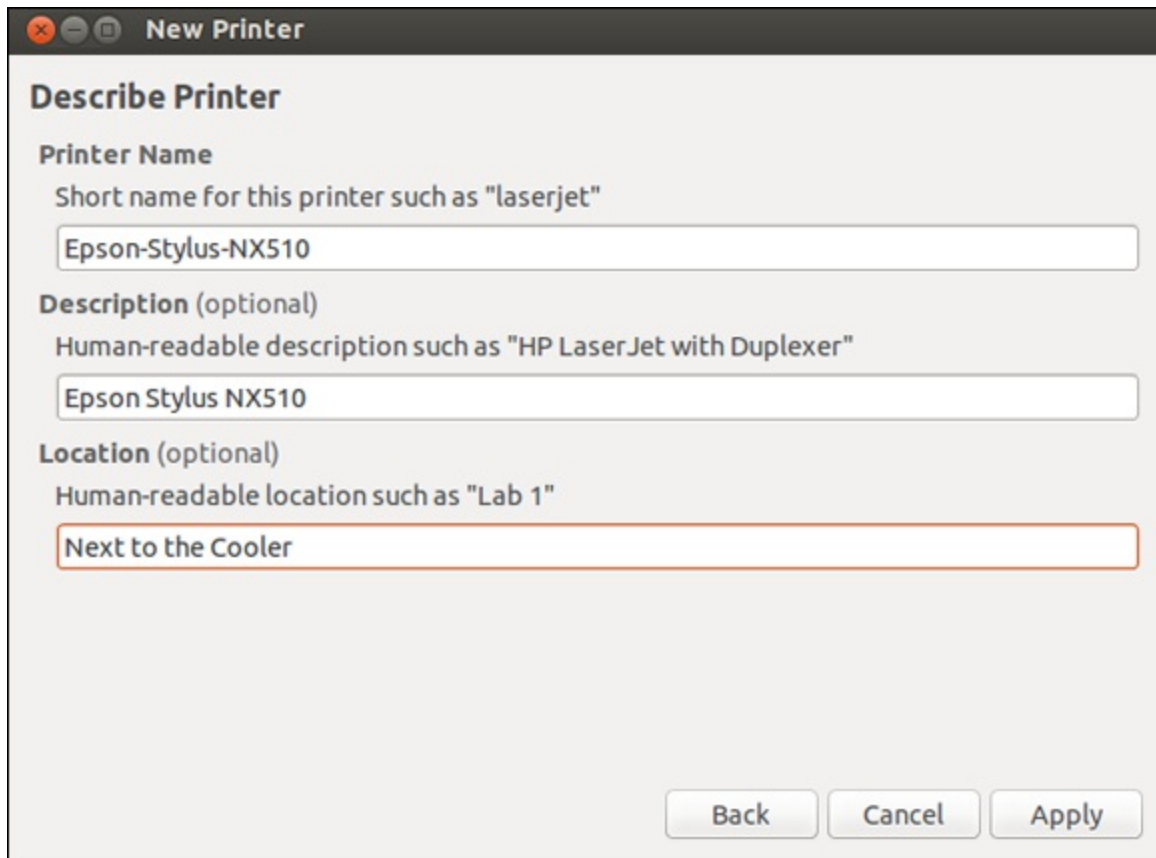 New Printer
Describe Printer
Printer Name
Short name for this printer such as "laserjet"
Epson-Stylus-NX510
Description (optional)
Human-readable description such as "HP LaserJet with Duplexer"
Epson Stylus NX510
Location (optional)
Human-readable location such as "Lab 1"
Next to the Cooler
Back Cancel Apply